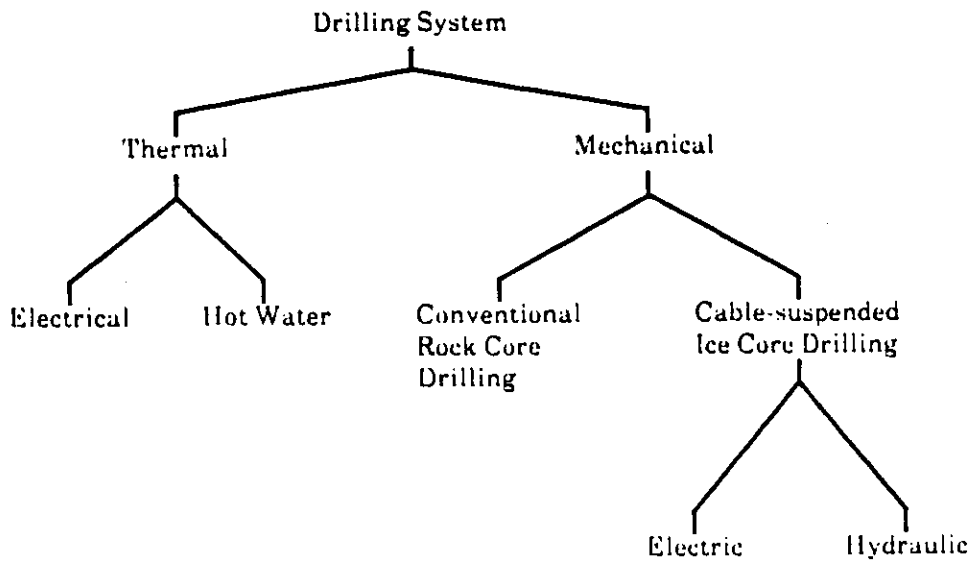 Drilling System
Thermal
Mechanical
Electrical
Hot Water
Conventional
Rock Core
Drilling
Cable-suspended
Ice Core Drilling
Electric
Hydraulic